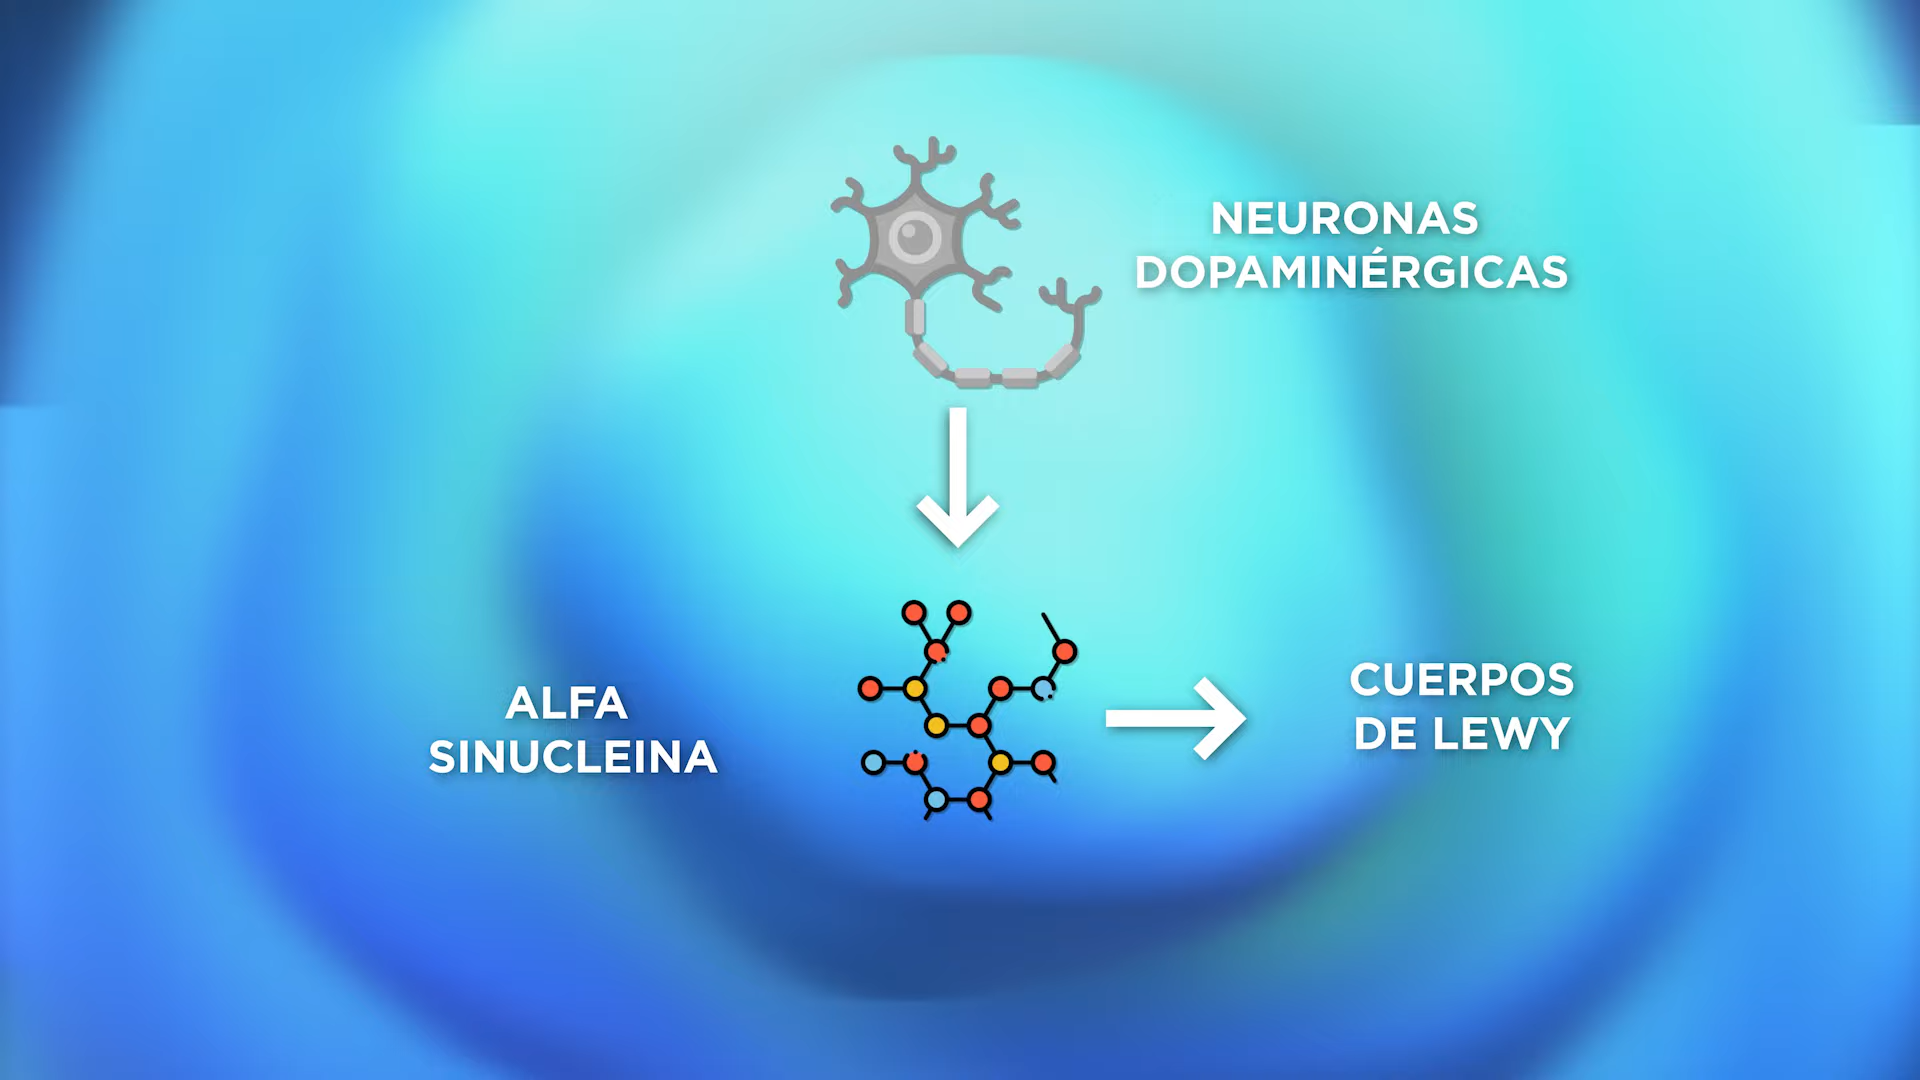 NEURONAS
DOPAMINÉRGICAS
ALFA
SINUCLEINA
CUERPOS
DE LEWY